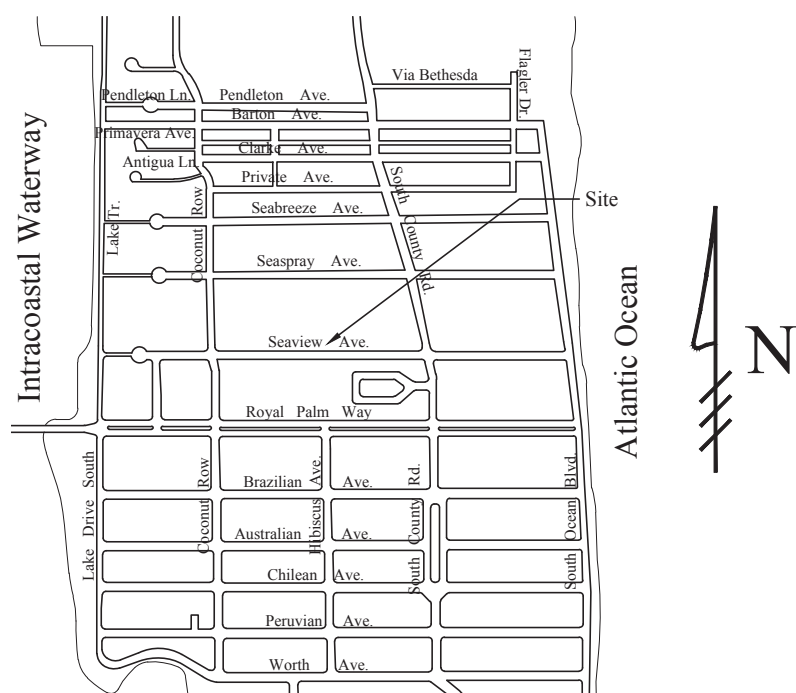 Via Bethesda
Flagler Dr.
Pendleton Ln.
Pendleton Ave.
Barton Ave.
Primavera Ave.
Clarke Ave.
Antigua Ln.
Private Ave.
South County Rd.
Site
Seabreeze Ave.
Lake Tr.
Coconut Row
Seaspray Ave.
Intracoastal Waterway
Atlantic Ocean
N
Seaview Ave.
Royal Palm Way
Lake Drive South
Coconut Row
Brazilian Ave.
Hibiscus Ave.
South County Rd.
South Ocean Blvd.
Australian Ave.
Chilean Ave.
Peruvian Ave.
Worth Ave.